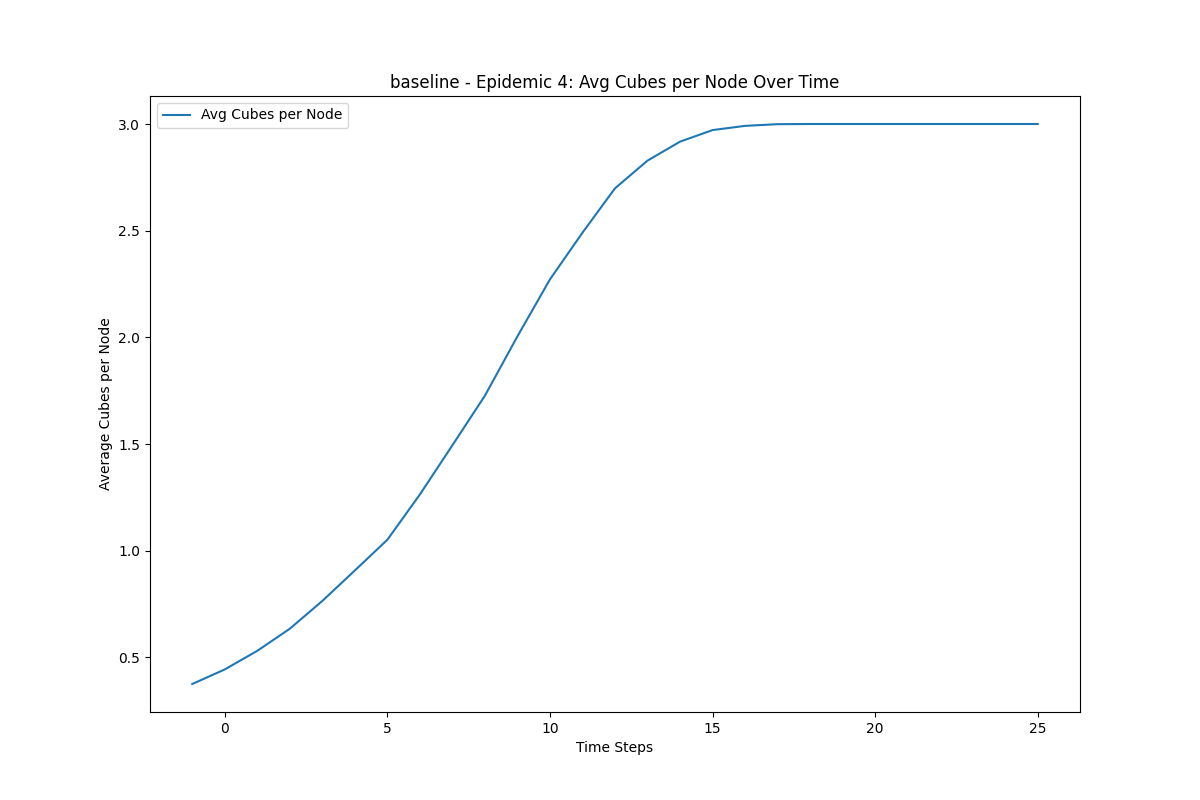 baseline - Epidemic 4: Avg Cubes per Node Over Time
Avg Cubes per Node
Average Cubes per Node
3.0
2.5
2.0
1.5
1.0
0.5
0 5 10 15 20 25
Time Steps